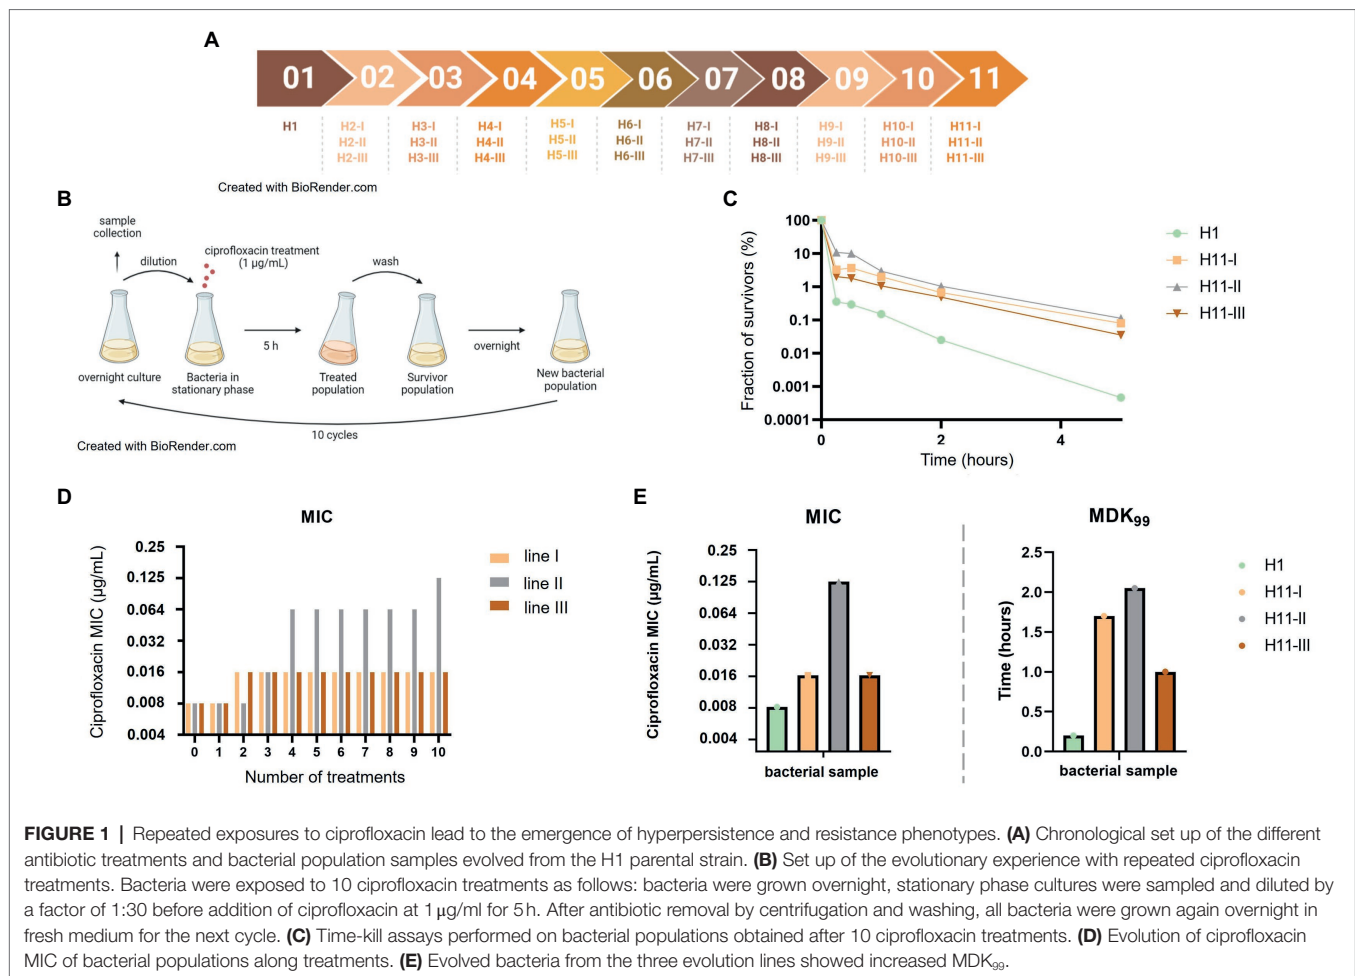 A
01 02 03 04 05 06 07 08 09 10 11
H1 H2-I H3-I H4-I H5-I H6-I H7-I H8-I H9-I H10-I H11-I
H2-II H3-II H4-II H5-II H6-II H7-II H8-II H9-II H10-II H11-II
H2-III H3-III H4-III H5-III H6-III H7-III H8-III H9-III H10-III H11-III
Created with BioRender.com
B
sample
collection
dilution
ciprofloxacin treatment
(1 µg/mL)
wash
5 h
overnight
overnight culture
Bacteria in
stationary phase
Treated
population
Survivor
population
New bacterial
population
10 cycles
Created with BioRender.com
C
Fraction of survivors (%)
100
10
1
0.1
0.01
0.001
0.0001
0 2 4
Time (hours)
H1
H11-I
H11-II
H11-III
D
MIC
Ciprofloxacin MIC (µg/mL)
0.25
0.125
0.064
0.032
0.016
0.008
0.004
0 1 2 3 4 5 6 7 8 9 10
Number of treatments
line I
line II
line III
E
MIC
Ciprofloxacin MIC (µg/mL)
0.25
0.125
0.064
0.032
0.016
0.008
0.004
bacterial sample
MDK99
Time (hours)
2.5
2.0
1.5
1.0
0.5
0.0
bacterial sample
H1
H11-I
H11-II
H11-III
FIGURE 1 | Repeated exposures to ciprofloxacin lead to the emergence of hyperpersistence and resistance phenotypes. (A) Chronological set up of the different
antibiotic treatments and bacterial population samples evolved from the H1 parental strain. (B) Set up of the evolutionary experience with repeated ciprofloxacin
treatments. Bacteria were exposed to 10 ciprofloxacin treatments as follows: bacteria were grown overnight, stationary phase cultures were sampled and diluted by
a factor of 1:30 before addition of ciprofloxacin at 1 µg/ml for 5 h. After antibiotic removal by centrifugation and washing, all bacteria were grown again overnight in
fresh medium for the next cycle. (C) Time-kill assays performed on bacterial populations obtained after 10 ciprofloxacin treatments. (D) Evolution of ciprofloxacin
MIC of bacterial populations along treatments. (E) Evolved bacteria from the three evolution lines showed increased MDK99.